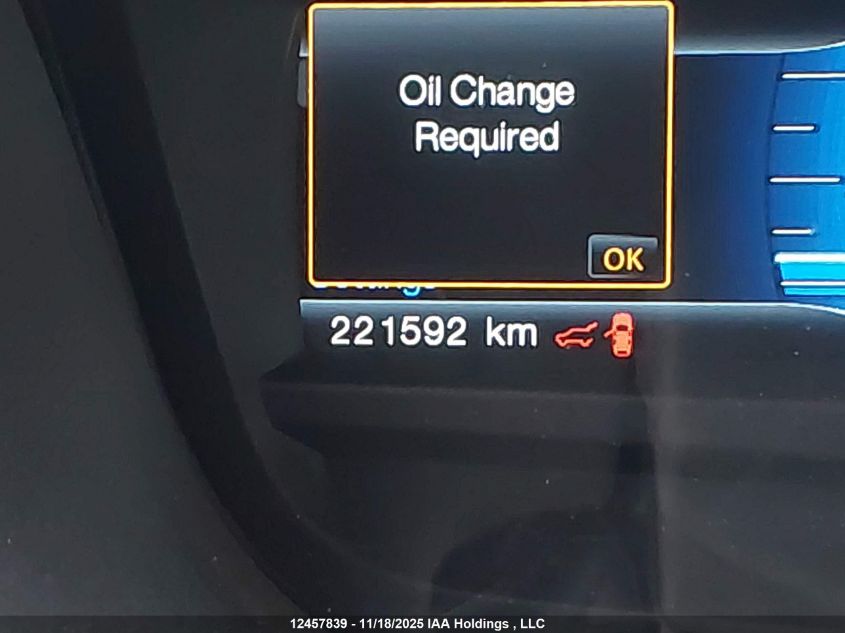 Oil Change
Required
OK
221592 km
12457839 - 11/18/2025 IAA Holdings , LLC